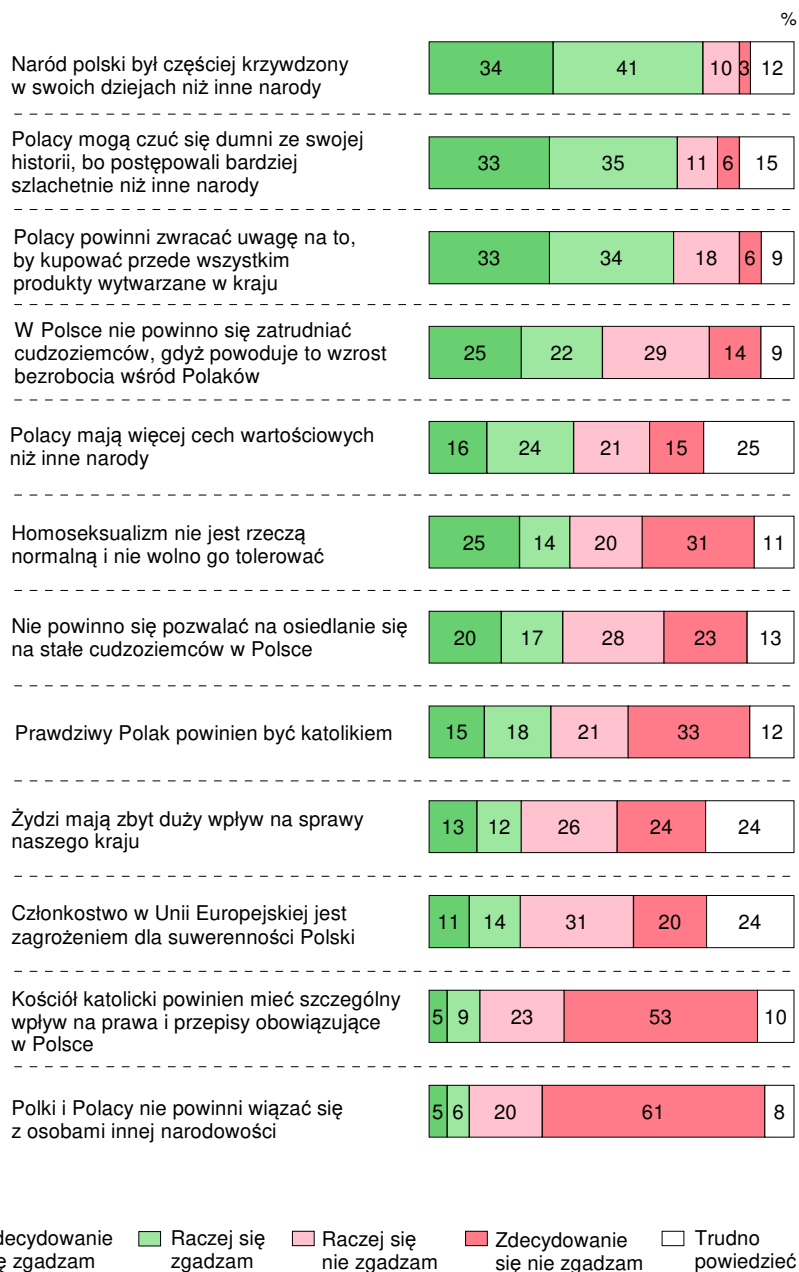 %
Naród polski był częściej krzywdzony
w swoich dziejach niż inne narody
34 41 10 3 12
Polacy mogą czuć się dumni ze swojej
historii, bo postępowali bardziej
szlachetnie niż inne narody
33 35 11 6 15
Polacy powinni zwracać uwagę na to,
by kupować przede wszystkim
produkty wytwarzane w kraju
33 34 18 6 9
W Polsce nie powinno się zatrudniać
cudzoziemców, gdyż powoduje to wzrost
bezrobocia wśród Polaków
25 22 29 14 9
Polacy mają więcej cech wartościowych
niż inne narody
16 24 21 15 25
Homoseksualizm nie jest rzeczą
normalną i nie wolno go tolerować
25 14 20 31 11
Nie powinno się pozwalać na osiedlanie się
na stałe cudzoziemców w Polsce
20 17 28 23 13
Prawdziwy Polak powinien być katolikiem
15 18 21 33 12
Żydzi mają zbyt duży wpływ na sprawy
naszego kraju
13 12 26 24 24
Członkostwo w Unii Europejskiej jest
zagrożeniem dla suwerenności Polski
11 14 31 20 24
Kościół katolicki powinien mieć szczególny
wpływ na prawa i przepisy obowiązujące
w Polsce
5 9 23 53 10
Polki i Polacy nie powinni wiązać się
z osobami innej narodowości
5 6 20 61 8
decydowanie
ę zgadzam
Raczej się
zgadzam
Raczej się
nie zgadzam
Zdecydowanie
się nie zgadzam
Trudno
powiedzieć